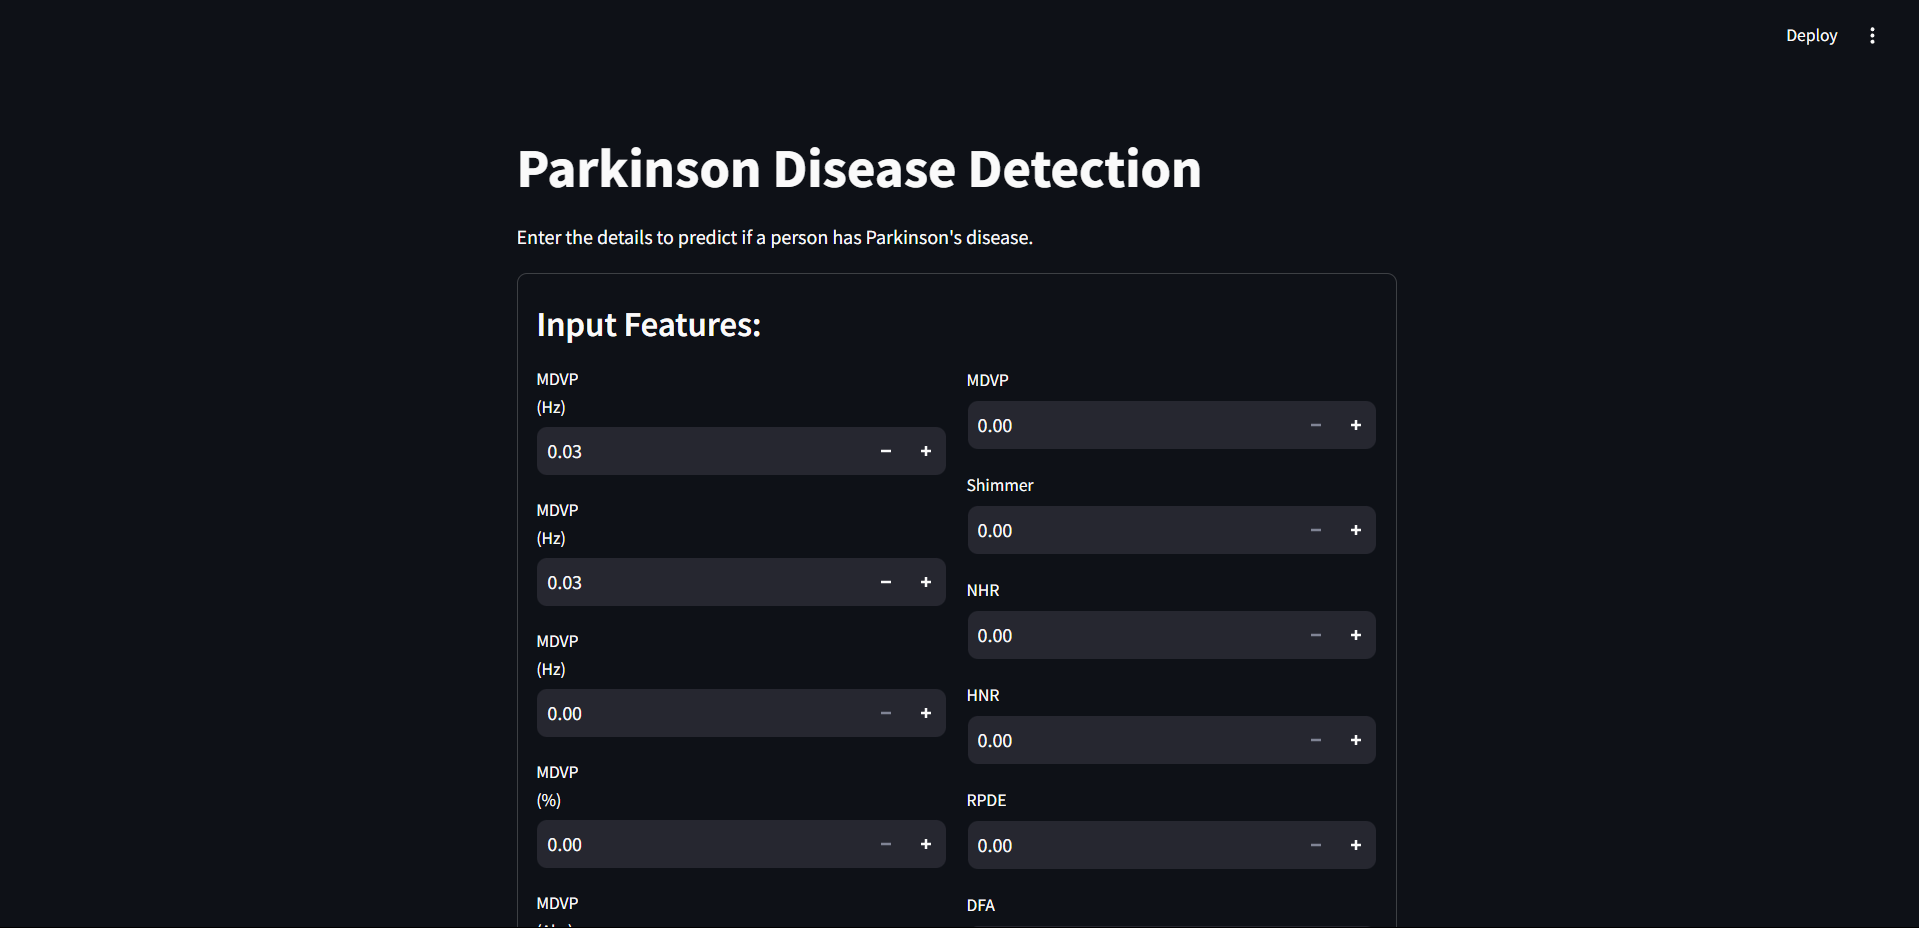 Deploy
Parkinson Disease Detection
Enter the details to predict if a person has Parkinson's disease.
Input Features:
MDVP
(Hz)
0.03
MDVP
(Hz)
0.03
MDVP
(Hz)
0.00
MDVP
(%)
0.00
MDVP
MDVP
0.00
Shimmer
0.00
NHR
0.00
HNR
0.00
RPDE
0.00
DFA